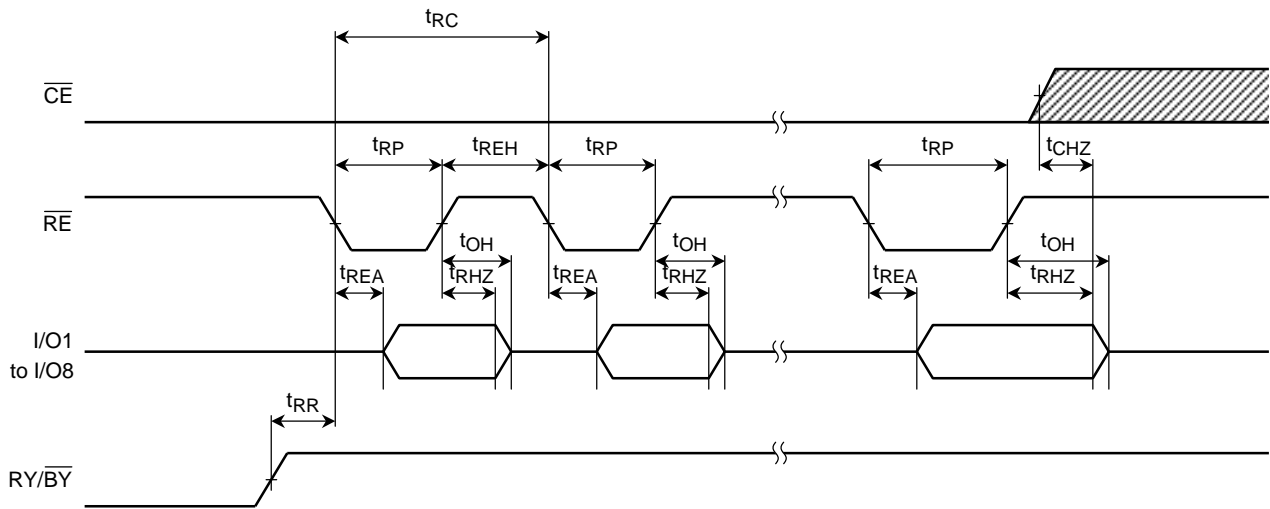 tRC
CE
tRP tREH tRP tRP tCHZ
RE
tOH tOH tOH
tREA tRHZ tREA tRHZ tREA tRHZ
I/O1
to I/O8
tRR
RY/BY